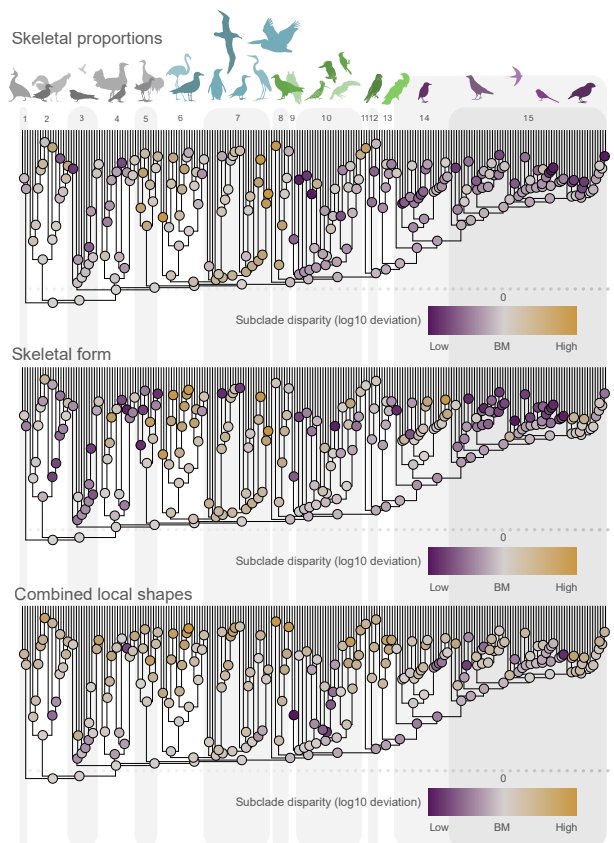 Skeletal proportions
1 2 3 4 5 6 7 8 9 10 11 12 13 14 15
0
Subclade disparity (log10 deviation)
Low BM High
Skeletal form
0
Subclade disparity (log10 deviation)
Low BM High
Combined local shapes
0
Subclade disparity (log10 deviation)
Low BM High